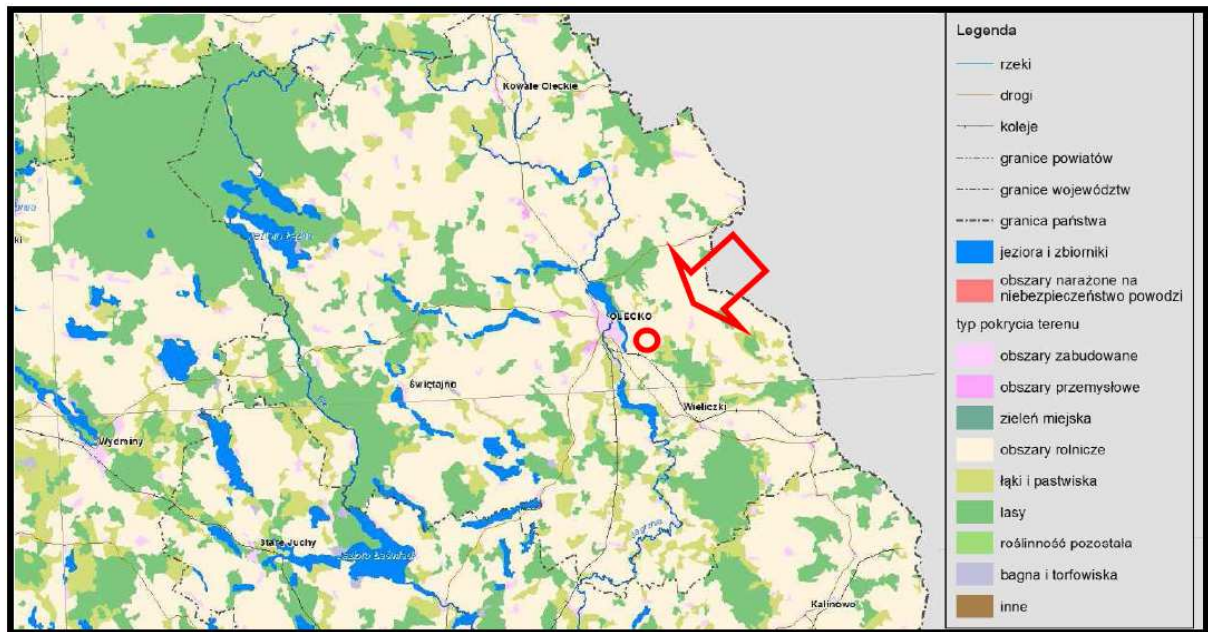 Kowale Oleckie
OLECKO
Świętajno
Wieliczki
Wydminy
Stare Juchy
Kalinowo
Legenda
rzeki
drogi
koleje
granice powiatów
granice województw
granica państwa
jeziora i zbiorniki
obszary narażone na
niebezpieczeństwo powodzi
typ pokrycia terenu
obszary zabudowane
obszary przemysłowe
zieleń miejska
obszary rolnicze
łąki i pastwiska
lasy
roślinność pozostała
bagna i torfowiska
inne